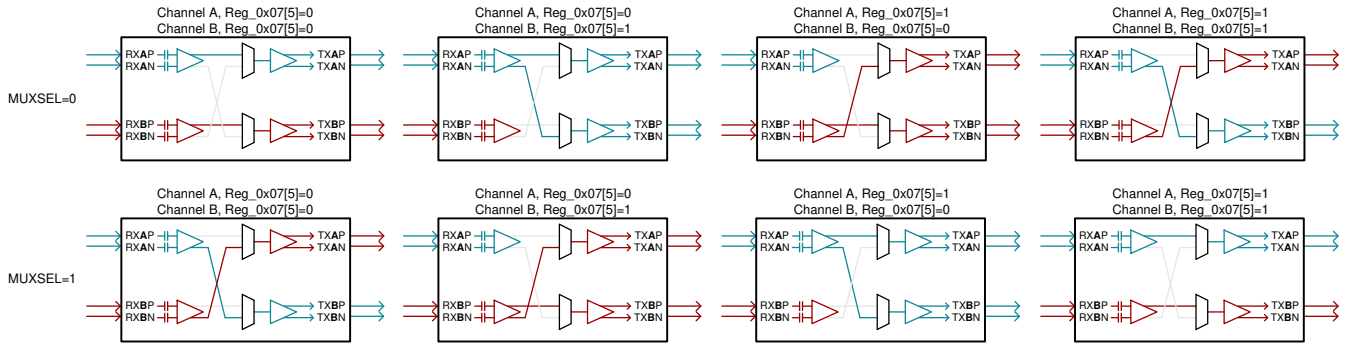 Channel A, Reg_0x07[5]=0
Channel B, Reg_0x07[5]=0
Channel A, Reg_0x07[5]=0
Channel B, Reg_0x07[5]=1
Channel A, Reg_0x07[5]=1
Channel B, Reg_0x07[5]=0
Channel A, Reg_0x07[5]=1
Channel B, Reg_0x07[5]=1
MUXSEL=0
RXAP
RXAN
TXAP
TXAN
RXBP
RXBN
TXBP
TXBN
RXAP
RXAN
TXAP
TXAN
RXBP
RXBN
TXBP
TXBN
RXAP
RXAN
TXAP
TXAN
RXBP
RXBN
TXBP
TXBN
RXAP
RXAN
TXAP
TXAN
RXBP
RXBN
TXBP
TXBN
Channel A, Reg_0x07[5]=0
Channel B, Reg_0x07[5]=0
Channel A, Reg_0x07[5]=0
Channel B, Reg_0x07[5]=1
Channel A, Reg_0x07[5]=1
Channel B, Reg_0x07[5]=0
Channel A, Reg_0x07[5]=1
Channel B, Reg_0x07[5]=1
MUXSEL=1
RXAP
RXAN
TXAP
TXAN
RXBP
RXBN
TXBP
TXBN
RXAP
RXAN
TXAP
TXAN
RXBP
RXBN
TXBP
TXBN
RXAP
RXAN
TXAP
TXAN
RXBP
RXBN
TXBP
TXBN
RXAP
RXAN
TXAP
TXAN
RXBP
RXBN
TXBP
TXBN